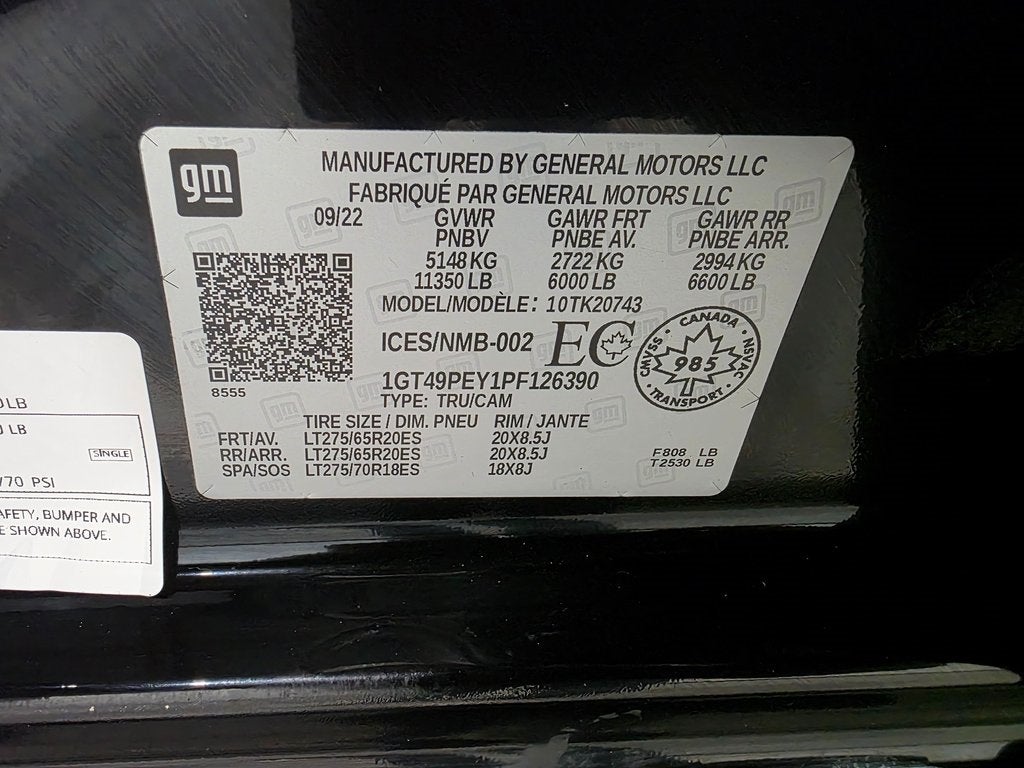 gm
MANUFACTURED BY GENERAL MOTORS LLC
FABRIQUÉ PAR GENERAL MOTORS LLC
09/22 GVWR GAWR FRT GAWR RR
PNBV PNBE AV. PNBE ARR.
5148 KG 2722 KG 2994 KG
11350 LB 6000 LB 6600 LB
MODEL/MODÈLE: 10TK20743
ICES/NMB-002 EC
CANADA
CMVSS 985 NSVAC
TRANSPORT
1GT49PEY1PF126390
8555
TYPE: TRU/CAM
TIRE SIZE / DIM. PNEU RIM / JANTE
FRT/AV. LT275/65R20ES 20X8.5J
RR/ARR. LT275/65R20ES 20X8.5J
SPA/SOS LT275/70R18ES 18X8J
F808 LB
T2530 LB
LB
LB
SINGLE
/70 PSI
AFETY, BUMPER AND
E SHOWN ABOVE.